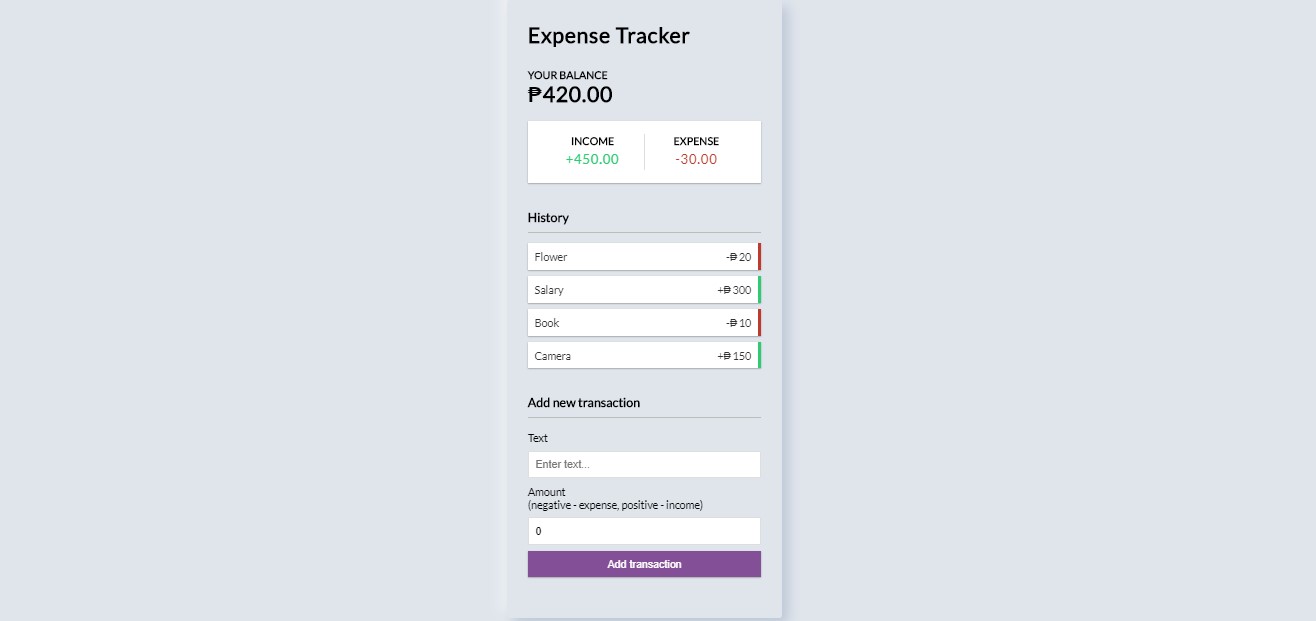 Expense Tracker
YOUR BALANCE
₱420.00
INCOME EXPENSE
+450.00 -30.00
History
Flower -₱20
Salary +₱300
Book -₱10
Camera +₱150
Add new transaction
Text
Enter text...
Amount
(negative - expense, positive - income)
0
Add transaction